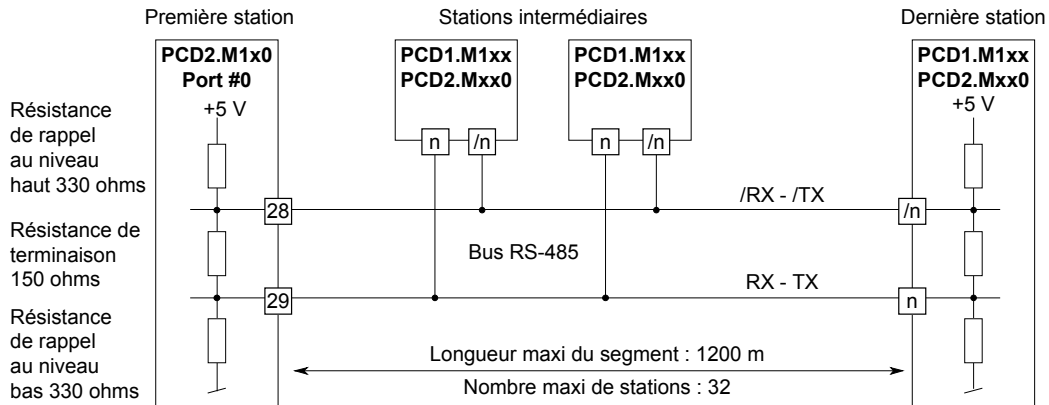 Première station
Stations intermédiaires
Dernière station
PCD2.M1x0
Port #0
+5 V
PCD1.M1xx
PCD2.Mxx0
n
/n
PCD1.M1xx
PCD2.Mxx0
n
/n
PCD1.M1xx
PCD2.Mxx0
+5 V
Résistance
de rappel
au niveau
haut 330 ohms
28
/RX - /TX
/n
Résistance de
terminaison
150 ohms
Bus RS-485
29
RX - TX
n
Résistance
de rappel
au niveau
bas 330 ohms
Longueur maxi du segment : 1200 m
Nombre maxi de stations : 32